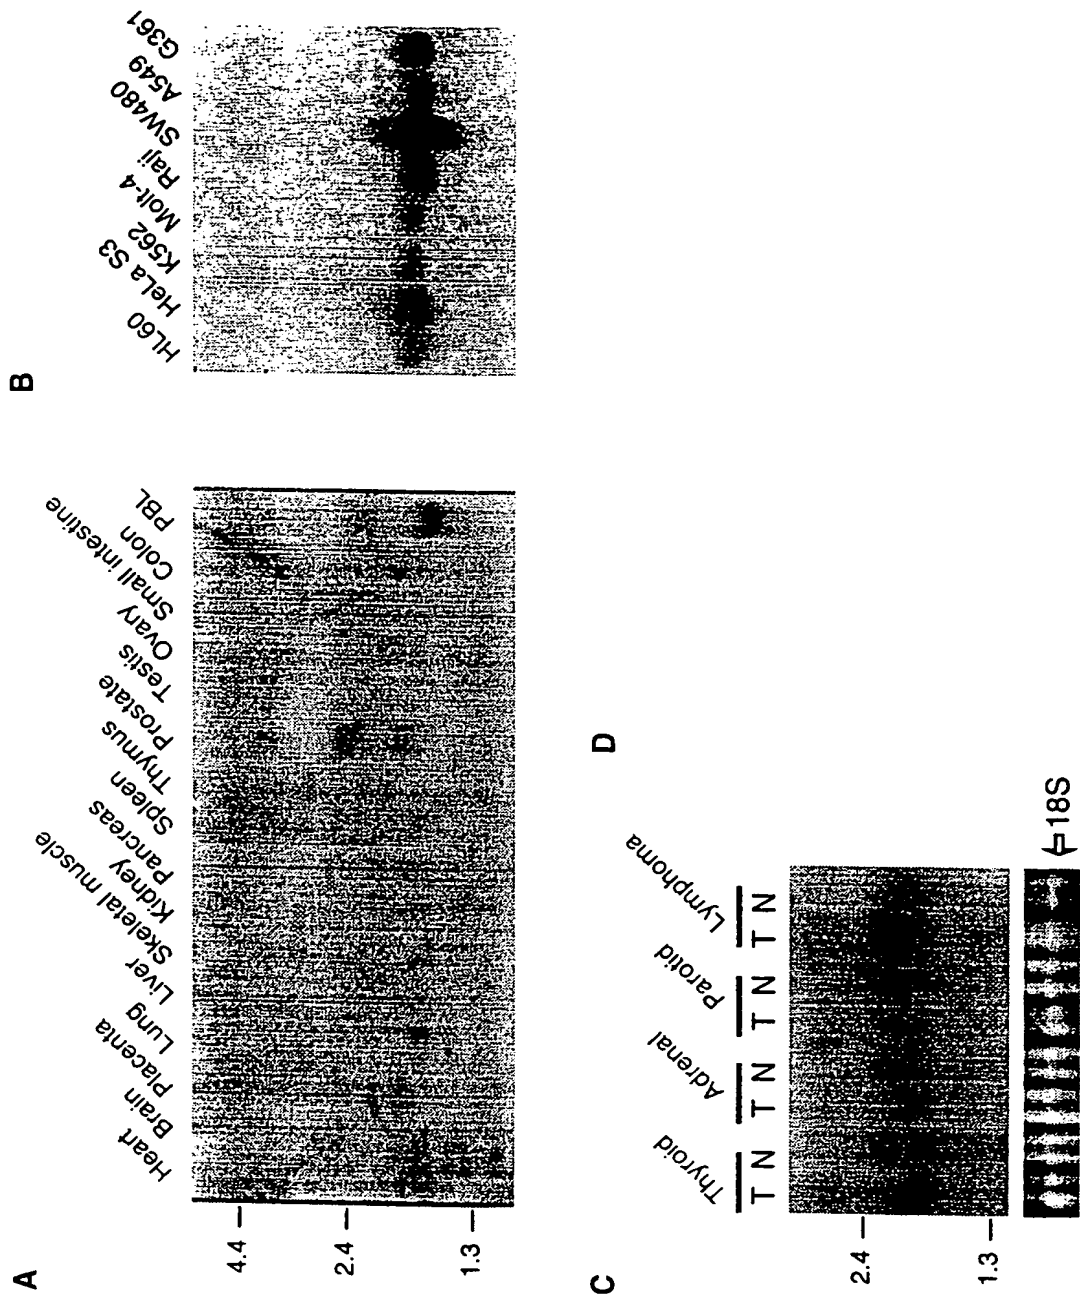 A
Heart
Brain
Placenta
Lung
Liver
Skeletal muscle
Kidney
Pancreas
Spleen
Thymus
Prostate
Testis
Ovary
Small intestine
Colon
PBL
4.4
2.4
1.3
B
HL60
HeLa S3
K562
Molt-4
Raji
SW480
A549
G361
C
Thyroid
Adrenal
Parotid
Lymphoma
T N T N T N T N
2.4
1.3
18S
D